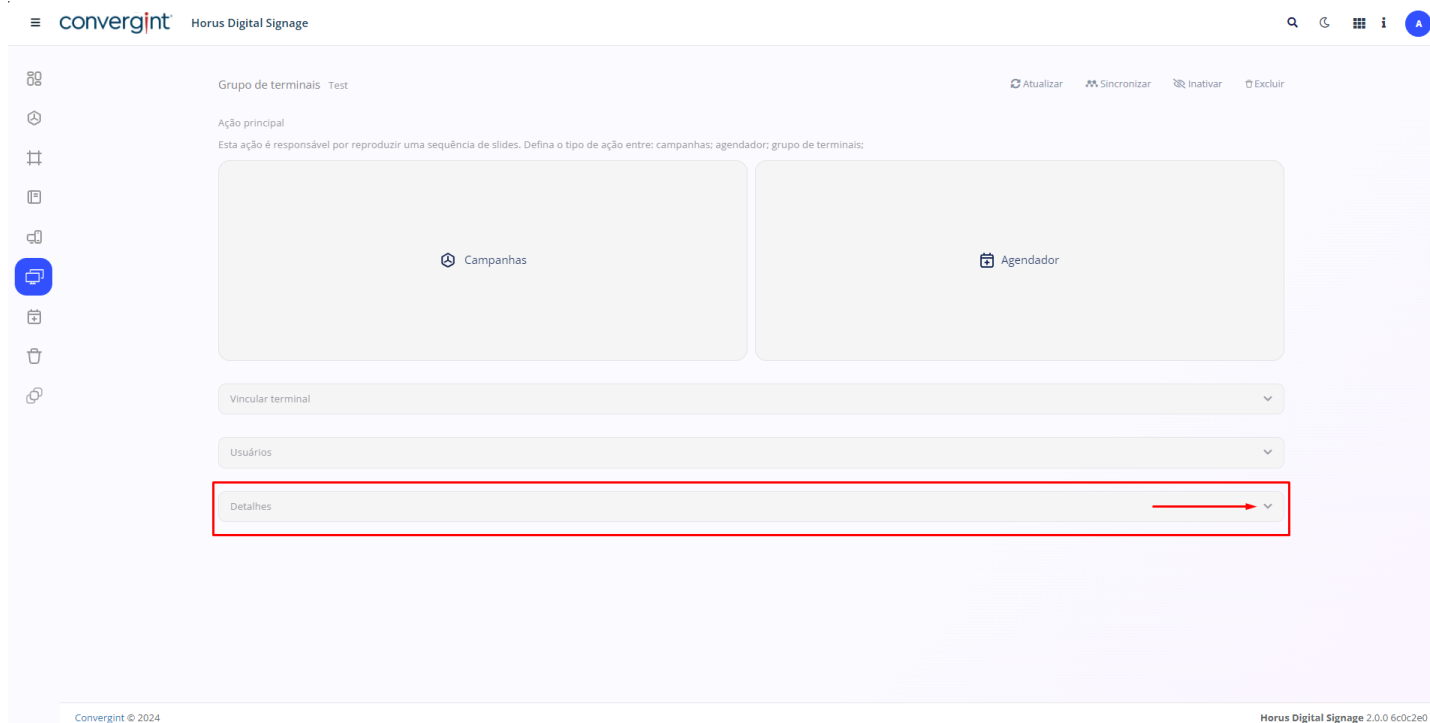 convergint Horus Digital Signage A
Grupo de terminais Test Atualizar Sincronizar Inativar Excluir
Ação principal
Esta ação é responsável por reproduzir uma sequência de slides. Defina o tipo de ação entre: campanhas; agendador; grupo de terminais;
Campanhas Agendador
Vincular terminal
Usuários
Detalhes
Convergint © 2024 Horus Digital Signage 2.0.0 6c0c2e0